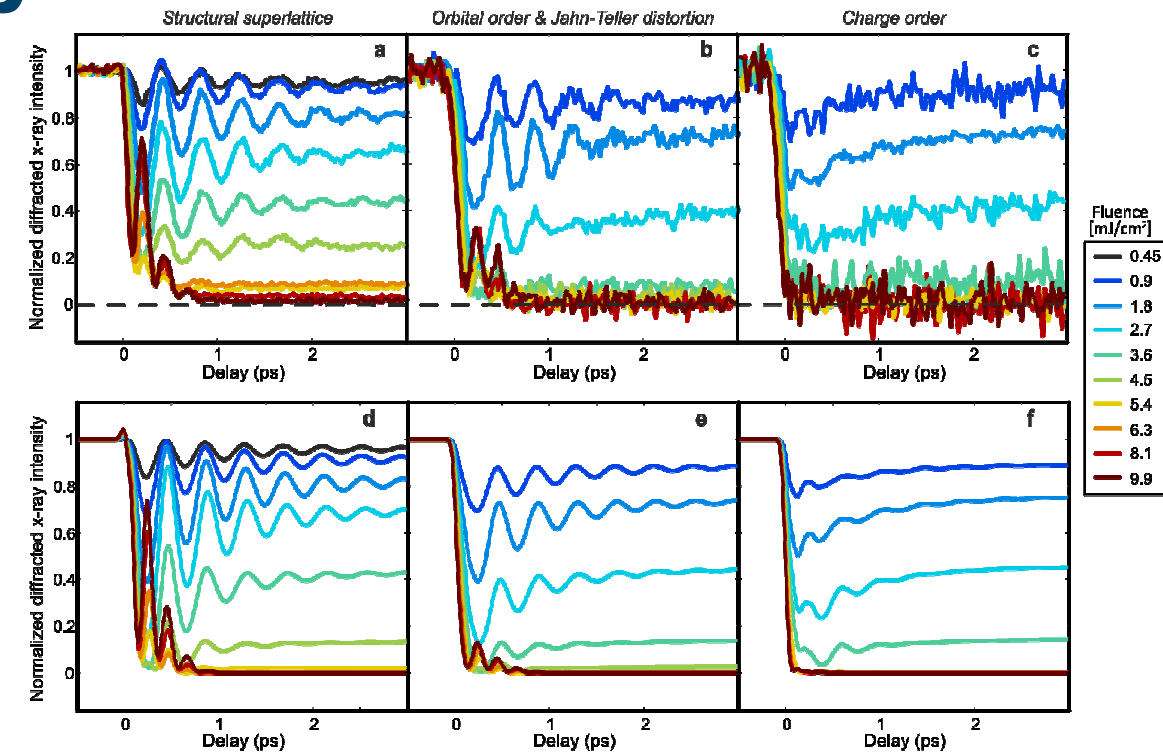 Structural superlattice Orbital order & Jahn-Teller distortion Charge order
Normalized diffracted x-ray intensity
1
0.8
0.6
0.4
0.2
0
a
b
c
0 1 2
0 1 2
0 1 2
Delay (ps)
Delay (ps)
Delay (ps)
Fluence
[mJ/cm²]
0.45
0.9
1.8
2.7
3.6
4.5
5.4
6.3
8.1
9.9
Normalized diffracted x-ray intensity
1
0.8
0.6
0.4
0.2
0
d
e
f
0 1 2
0 1 2
0 1 2
Delay (ps)
Delay (ps)
Delay (ps)